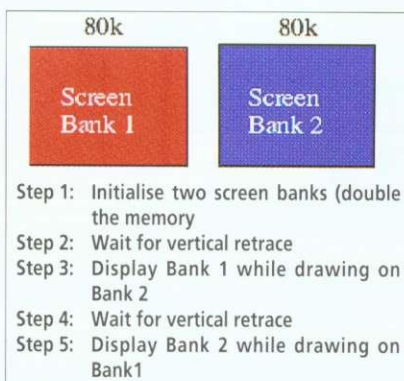 80k 80k
Screen Bank 1
Screen Bank 2
Step 1: Initialise two screen banks (double
the memory
Step 2: Wait for vertical retrace
Step 3: Display Bank 1 while drawing on
Bank 2
Step 4: Wait for vertical retrace
Step 5: Display Bank 2 while drawing on
Bank1